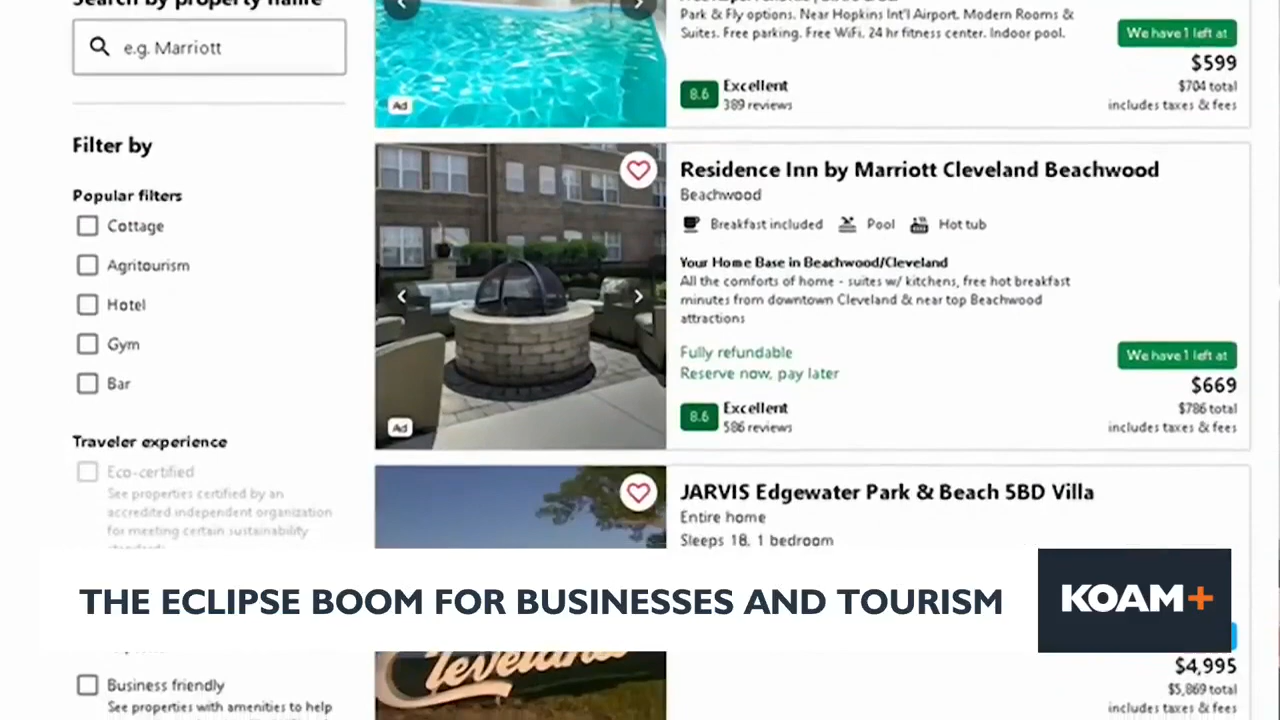 Search by property name
e.g. Marriott
Filter by
Popular filters
Cottage
Agritourism
Hotel
Gym
Bar
Traveler experience
Eco-certified
See properties certified by an
accredited independent organization
for meeting certain sustainability
standards
Business friendly
See properties with amenities to help
Park & Fly options. Near Hopkins Int'l Airport. Modern Rooms &
Suites. Free parking. Free WiFi. 24 hr fitness center. Indoor pool.
We have 1 left at
$599
$704 total
includes taxes & fees
8.6
Excellent
389 reviews
Ad
Residence Inn by Marriott Cleveland Beachwood
Beachwood
Breakfast included Pool Hot tub
Your Home Base in Beachwood/Cleveland
All the comforts of home - suites w/ kitchens, free hot breakfast
minutes from downtown Cleveland & near top Beachwood
attractions
Fully refundable
Reserve now, pay later
We have 1 left at
$669
$786 total
includes taxes & fees
8.6
Excellent
586 reviews
Ad
JARVIS Edgewater Park & Beach 5BD Villa
Entire home
Sleeps 18, 1 bedroom
Cleveland
$4,995
$5,869 total
includes taxes & fees
THE ECLIPSE BOOM FOR BUSINESSES AND TOURISM
KOAM+